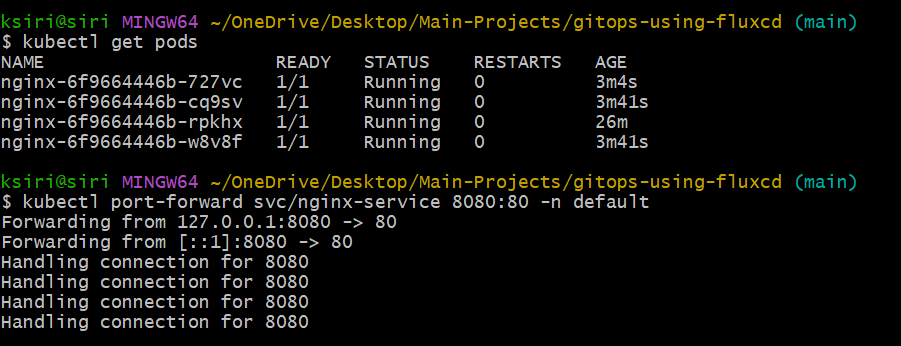 ksiri@siri MINGW64 ~/OneDrive/Desktop/Main-Projects/gitops-using-fluxcd (main)
$ kubectl get pods
NAME                     READY   STATUS    RESTARTS   AGE
nginx-6f9664446b-727vc   1/1     Running   0          3m4s
nginx-6f9664446b-cq9sv   1/1     Running   0          3m41s
nginx-6f9664446b-rpkhx   1/1     Running   0          26m
nginx-6f9664446b-w8v8f   1/1     Running   0          3m41s
ksiri@siri MINGW64 ~/OneDrive/Desktop/Main-Projects/gitops-using-fluxcd (main)
$ kubectl port-forward svc/nginx-service 8080:80 -n default
Forwarding from 127.0.0.1:8080 -> 80
Forwarding from [::1]:8080 -> 80
Handling connection for 8080
Handling connection for 8080
Handling connection for 8080
Handling connection for 8080